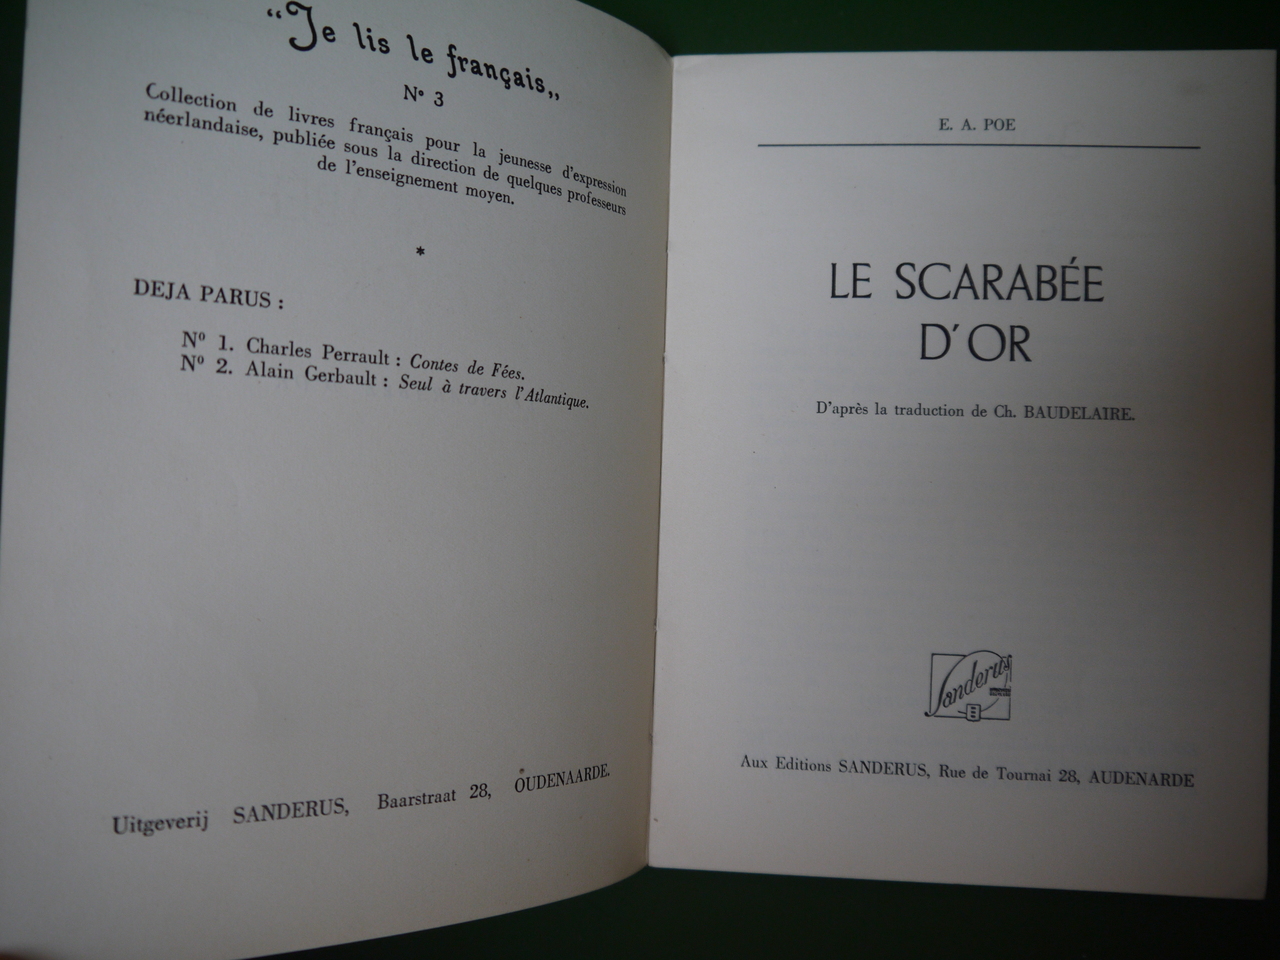 “Je lis le français„
N° 3
Collection de livres français pour la jeunesse d'expression
néerlandaise, publiée sous la direction de quelques professeurs
de l'enseignement moyen.
*
DEJA PARUS :
Nº 1. Charles Perrault : Contes de Fées.
Nº 2. Alain Gerbault : Seul à travers l'Atlantique.
Uitgeverij SANDERUS, Baarstraat 28, OUDENAARDE.
E. A. POE
LE SCARABÉE
D'OR
D'après la traduction de Ch. BAUDELAIRE.
Sanderus
Aux Editions SANDERUS, Rue de Tournai 28, AUDENARDE